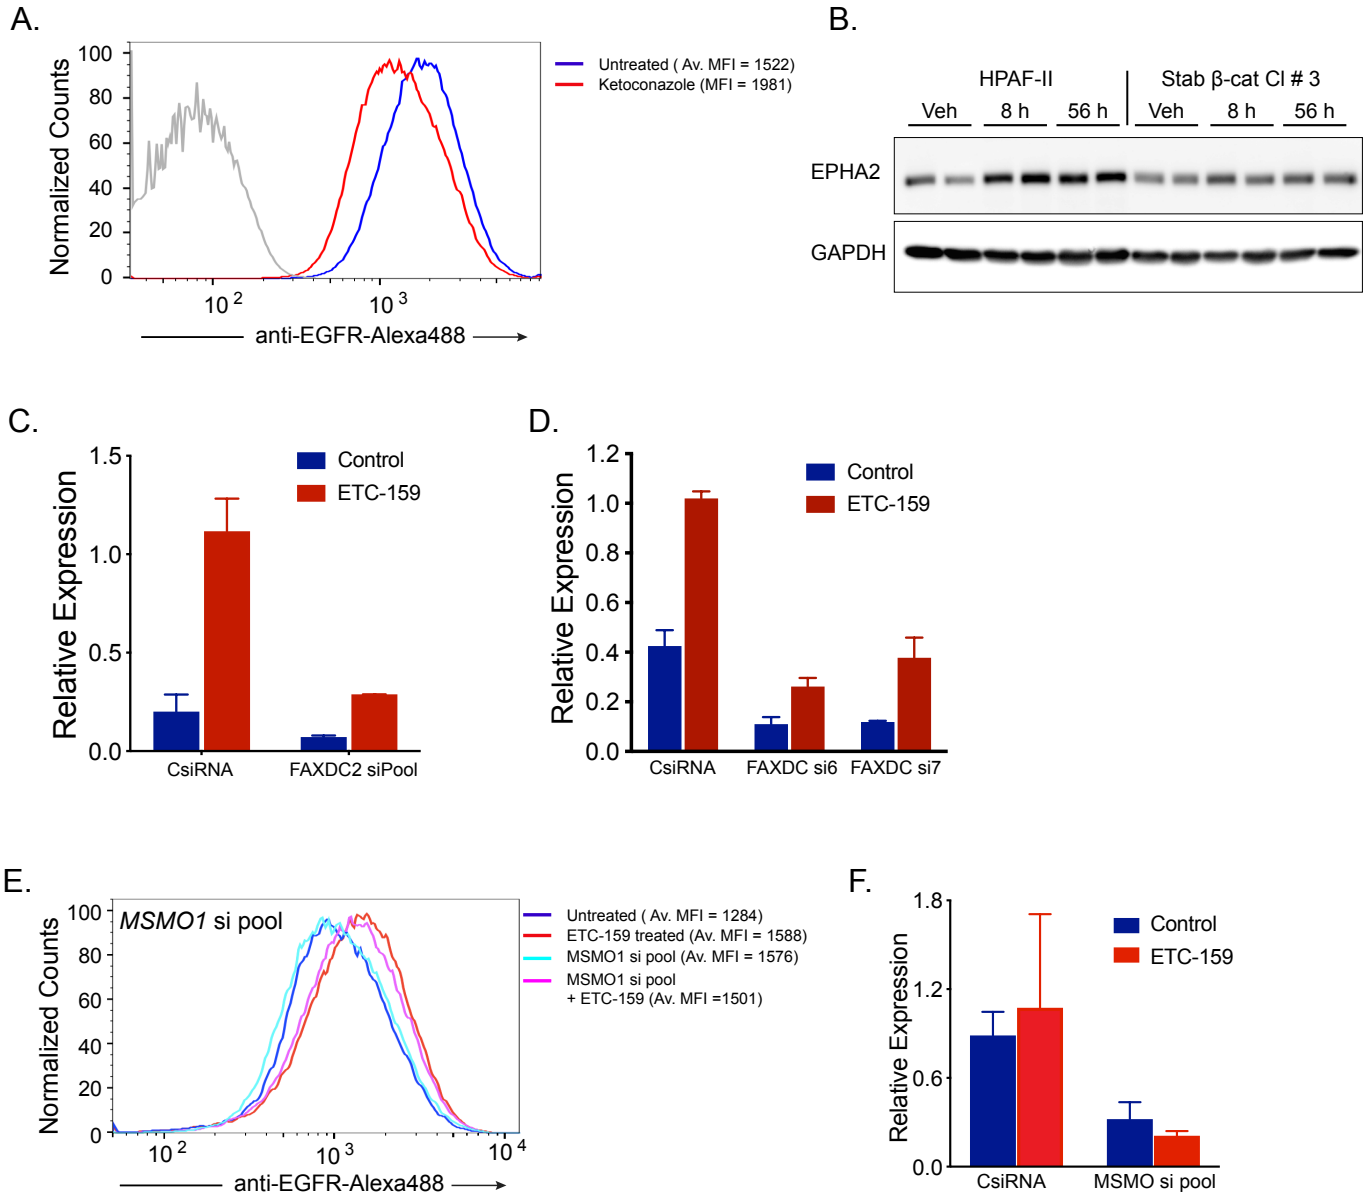 A.
100
80
60
40
20
0
Normalized Counts
10 2
10 3
anti-EGFR-Alexa488
Untreated ( Av. MFI = 1522)
Ketoconazole (MFI = 1981)
B.
HPAF-II
Stab β-cat Cl # 3
Veh
8 h
56 h
Veh
8 h
56 h
EPHA2
GAPDH
C.
1.5
1.0
0.5
0.0
Relative Expression
Control
ETC-159
CsiRNA
FAXDC2 siPool
D.
1.2
1.0
0.8
0.6
0.4
0.2
0.0
Relative Expression
Control
ETC-159
CsiRNA
FAXDC si6
FAXDC si7
E.
MSMO1 si pool
100
80
60
40
20
0
Normalized Counts
10 2
10 3
10 4
anti-EGFR-Alexa488
Untreated ( Av. MFI = 1284)
ETC-159 treated (Av. MFI = 1588)
MSMO1 si pool (Av. MFI = 1576)
MSMO1 si pool
+ ETC-159 (Av. MFI =1501)
F.
1.8
1.2
0.6
0.0
Relative Expression
Control
ETC-159
CsiRNA
MSMO si pool